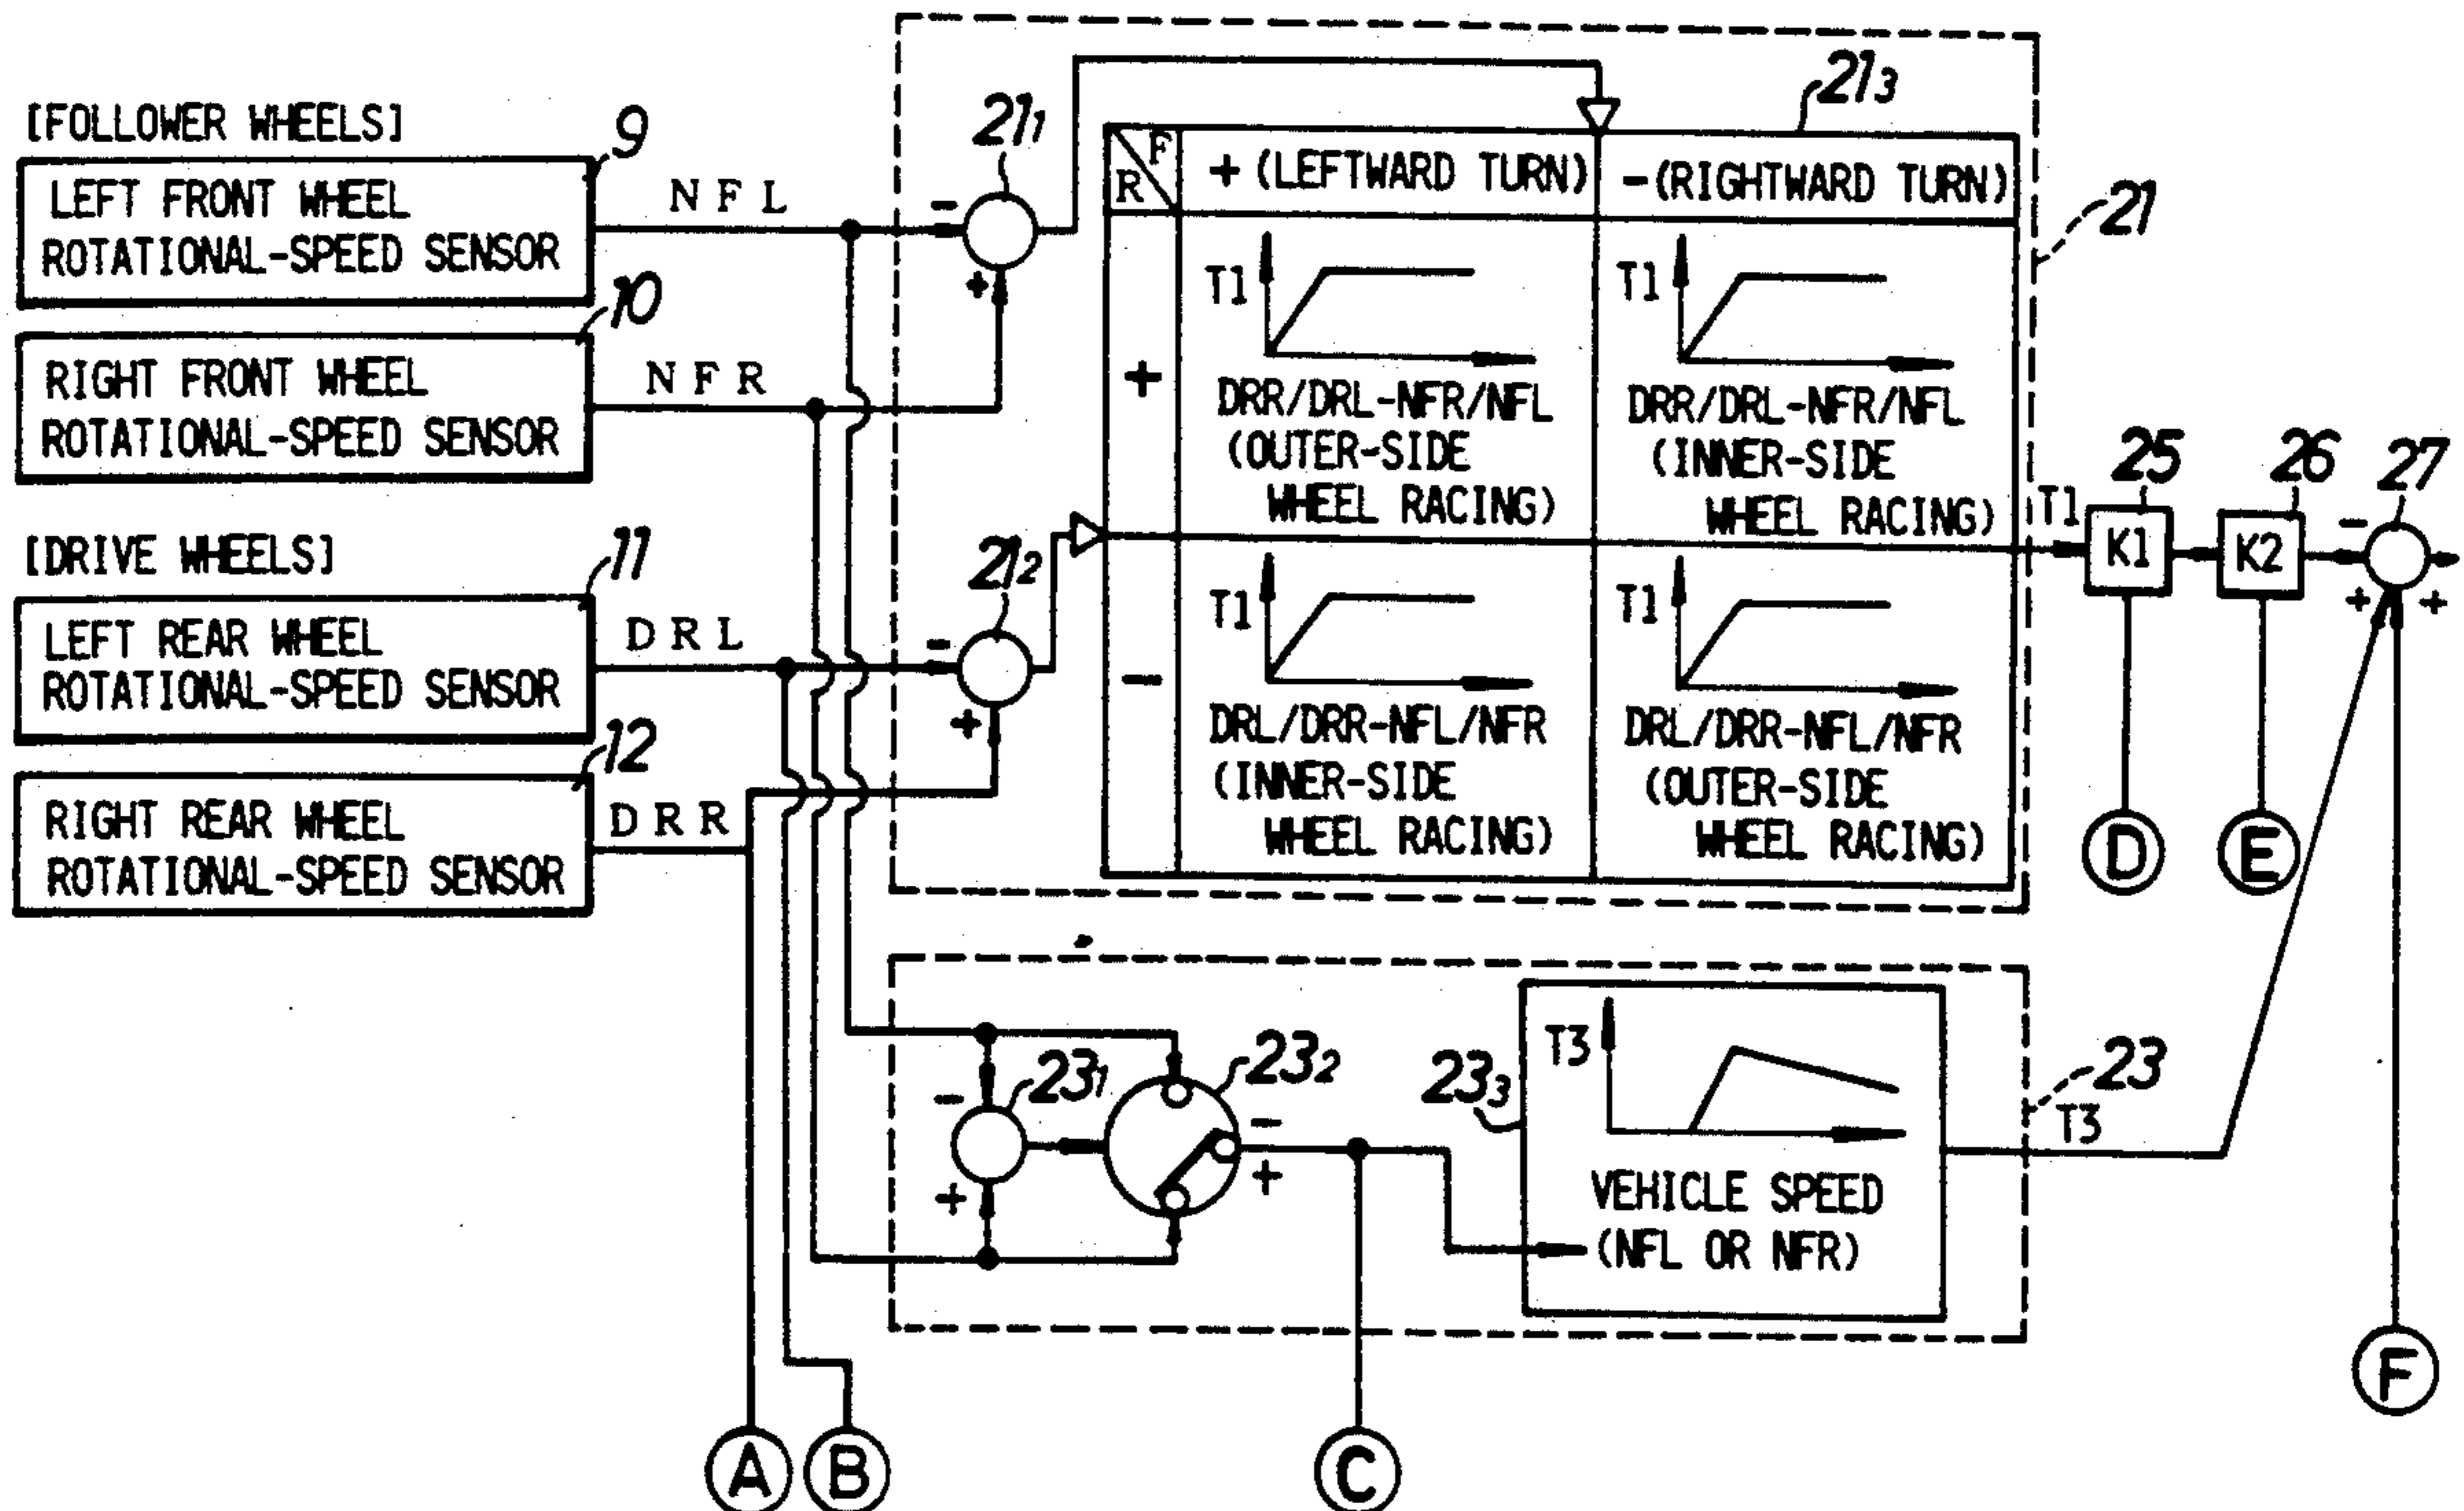 [FOLLOWER WHEELS]
9
LEFT FRONT WHEEL
ROTATIONAL-SPEED SENSOR
NFL
10
RIGHT FRONT WHEEL
ROTATIONAL-SPEED SENSOR
NFR
[DRIVE WHEELS]
11
LEFT REAR WHEEL
ROTATIONAL-SPEED SENSOR
DRL
12
RIGHT REAR WHEEL
ROTATIONAL-SPEED SENSOR
DRR
21₁
-
+
21₂
-
+
21₃
21
F
R
+ (LEFTWARD TURN)
- (RIGHTWARD TURN)
+
T1
DRR/DRL-NFR/NFL
(OUTER-SIDE
WHEEL RACING)
T1
DRR/DRL-NFR/NFL
(INNER-SIDE
WHEEL RACING)
-
T1
DRL/DRR-NFL/NFR
(INNER-SIDE
WHEEL RACING)
T1
DRL/DRR-NFL/NFR
(OUTER-SIDE
WHEEL RACING)
T1
25
K1
26
K2
27
-
+
+
D
E
23₁
-
+
23₂
-
+
23₃
T3
VEHICLE SPEED
(NFL OR NFR)
23
T3
A
B
C
F